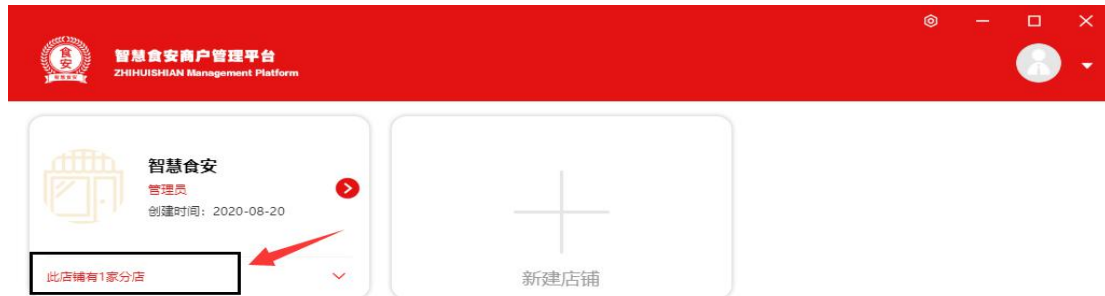 食
安
智慧食安
智慧食安商户管理平台
ZHIHUISHIAN Management Platform
智慧食安
管理员
创建时间：2020-08-20
此店铺有1家分店
新建店铺